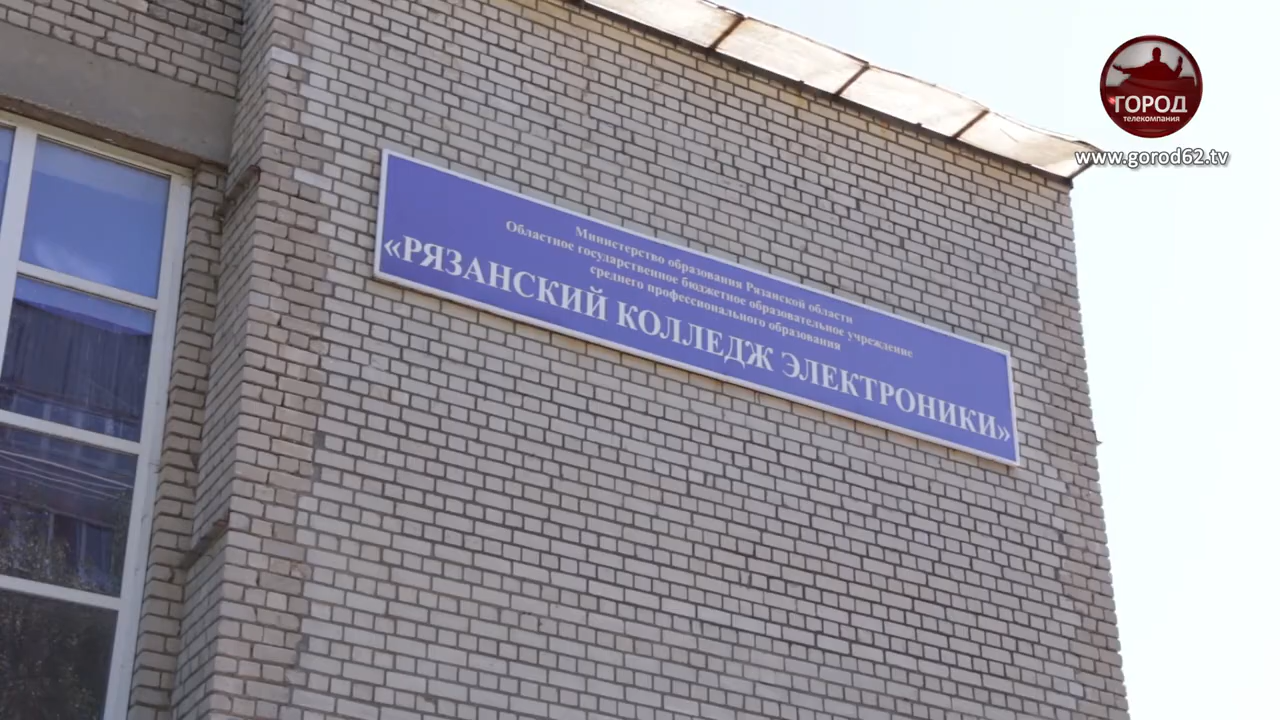 ГОРОД
телекомпания
www.gorod62.tv
Министерство образования Рязанской области
Областное государственное бюджетное образовательное учреждение
среднего профессионального образования
«РЯЗАНСКИЙ КОЛЛЕДЖ ЭЛЕКТРОНИКИ»